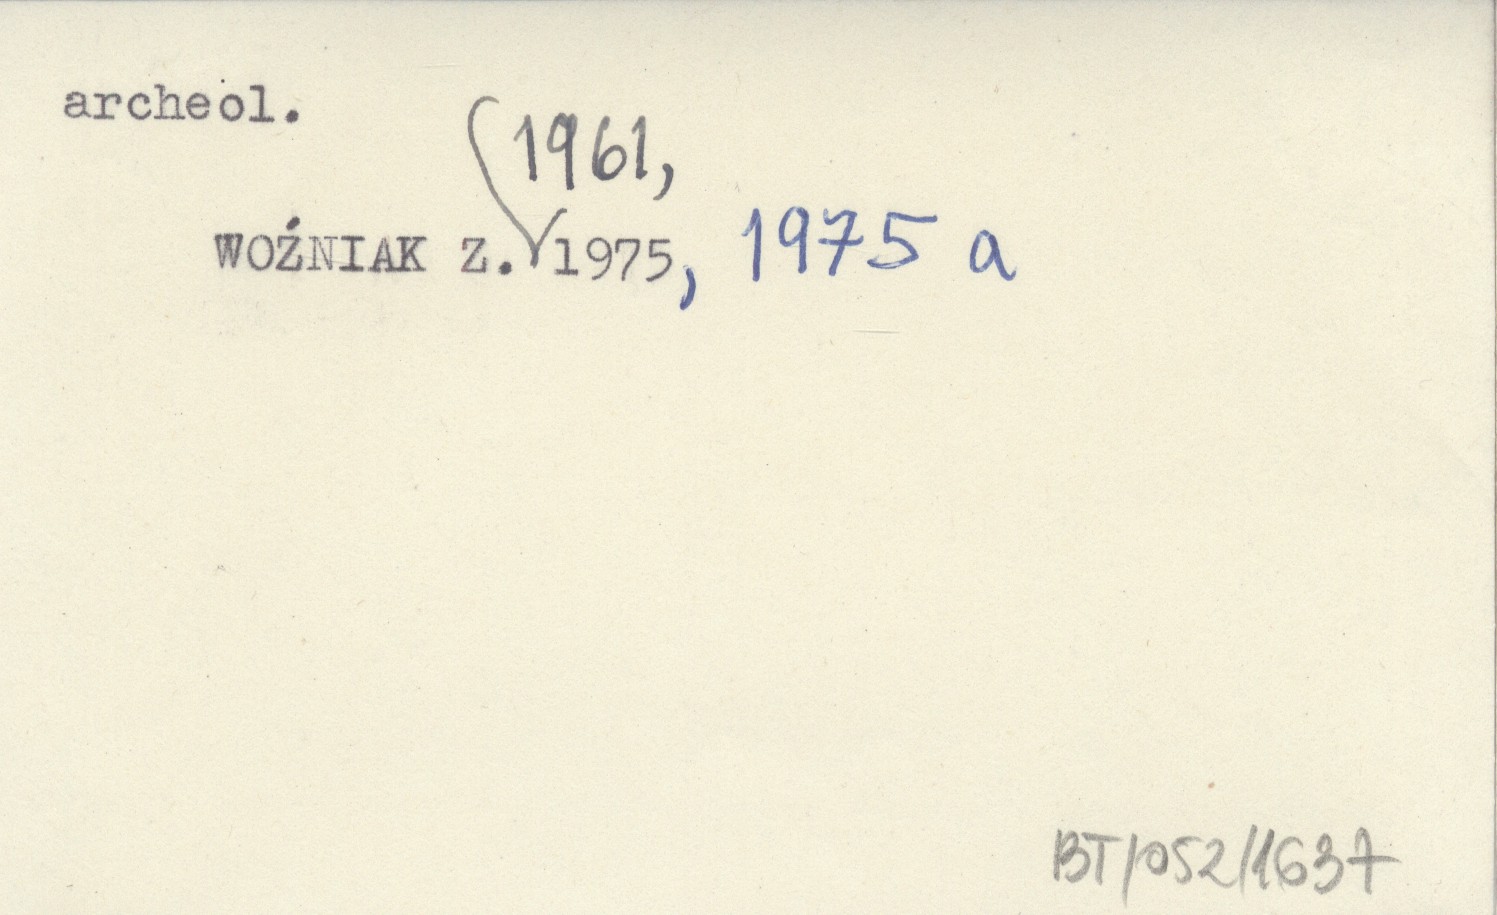 archeol.
1961,
WOŹNIAK Z. 1975, 1975 a
BT/052/1637